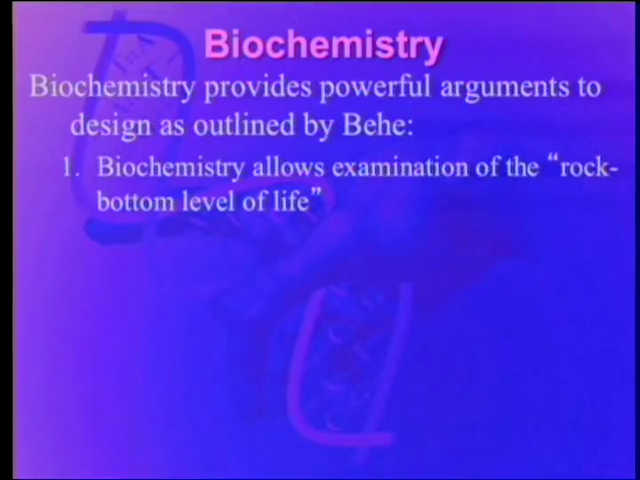 Biochemistry
Biochemistry provides powerful arguments to
design as outlined by Behe:
1. Biochemistry allows examination of the “rock-
bottom level of life”